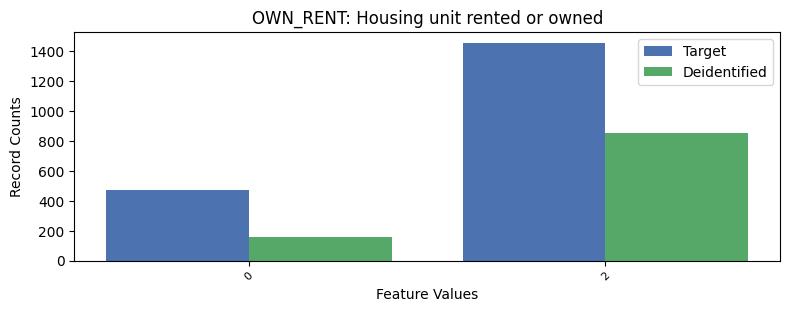 OWN_RENT: Housing unit rented or owned
Target
Deidentified
Record Counts
1400
1200
1000
800
600
400
200
0
0
2
Feature Values